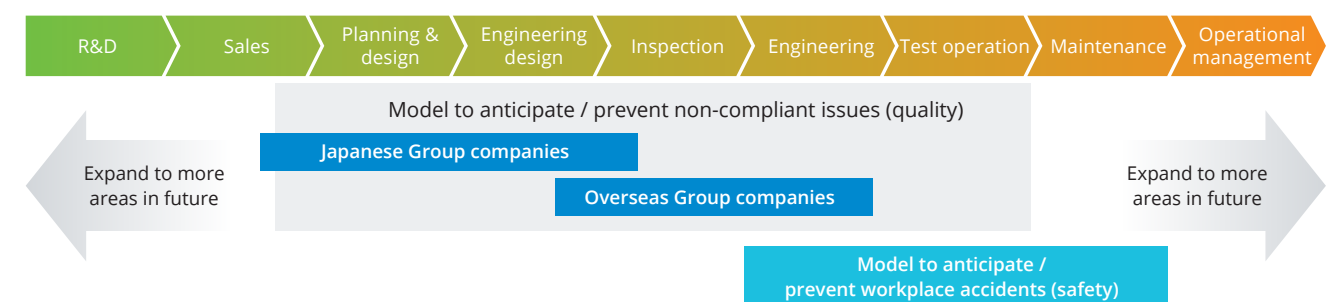 R&D
Sales
Planning &
design
Engineering
design
Inspection
Engineering
Test operation
Maintenance
Operational
management
Model to anticipate / prevent non-compliant issues (quality)
Japanese Group companies
Expand to more
areas in future
Overseas Group companies
Expand to more
areas in future
Model to anticipate /
prevent workplace accidents (safety)